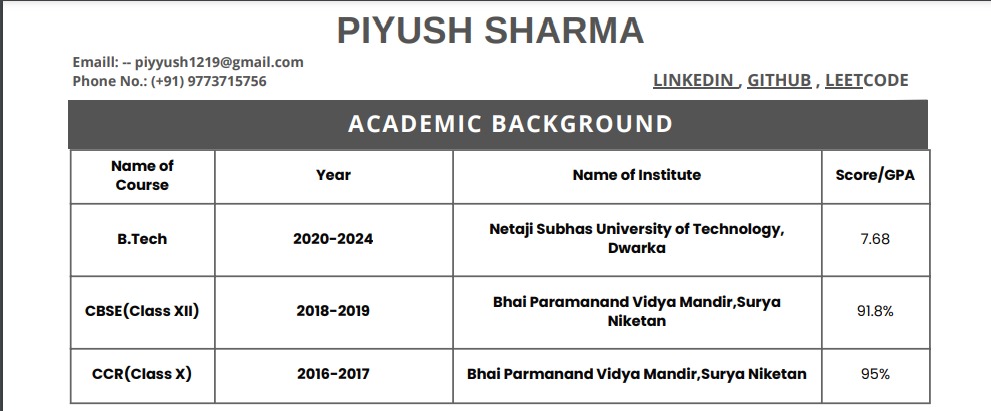 PIYUSH SHARMA
Emaill: -- piyyush1219@gmail.com
Phone No.: (+91) 9773715756
LINKEDIN , GITHUB , LEETCODE
ACADEMIC BACKGROUND
Name of
Course
Year
Name of Institute
Score/GPA
B.Tech
2020-2024
Netaji Subhas University of Technology,
Dwarka
7.68
CBSE(Class XII)
2018-2019
Bhai Paramanand Vidya Mandir,Surya
Niketan
91.8%
CCR(Class X)
2016-2017
Bhai Parmanand Vidya Mandir,Surya Niketan
95%